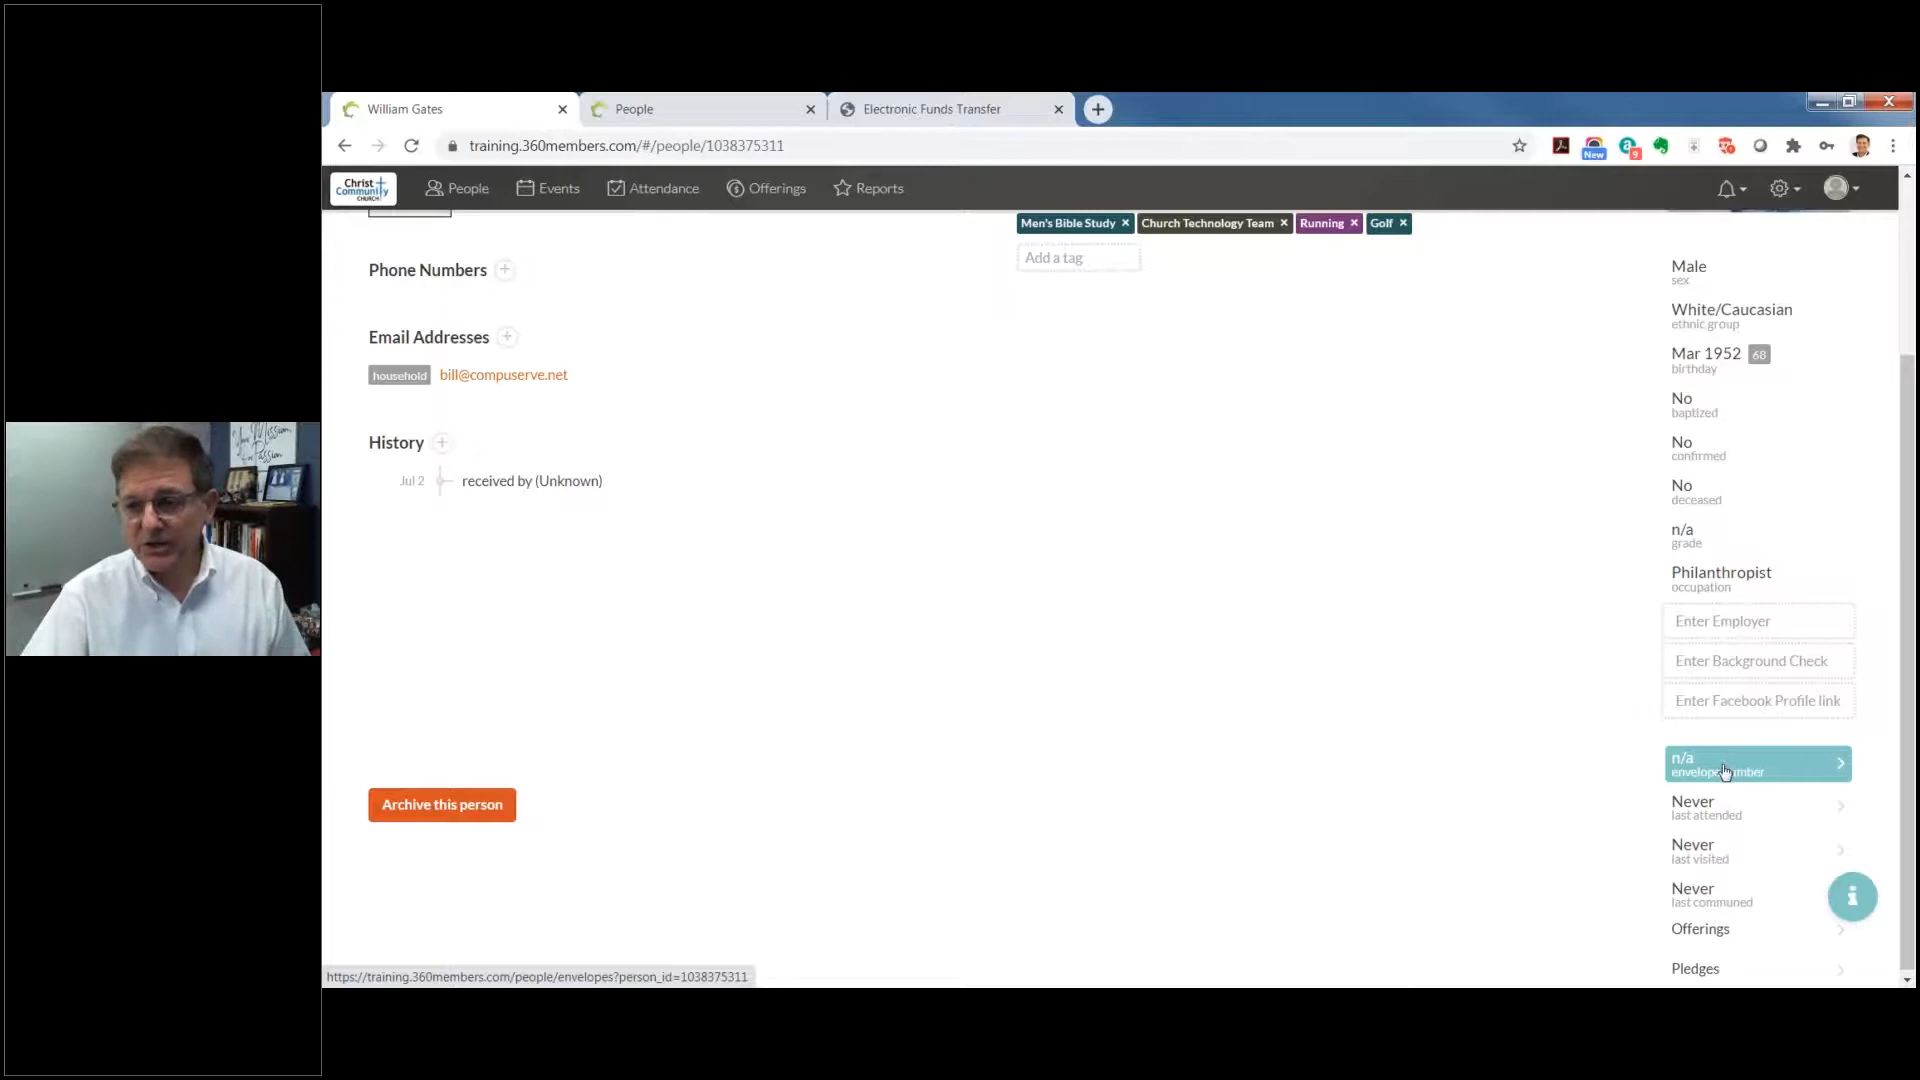 William Gates
People
Electronic Funds Transfer
training.360members.com/#/people/1038375311
New
9
Christ
Community
CHURCH
People
Events
Attendance
Offerings
Reports
Men's Bible Study ×
Church Technology Team ×
Running ×
Golf ×
Add a tag
Phone Numbers
Email Addresses
household bill@compuserve.net
History
Jul 2 received by (Unknown)
Archive this person
Male
sex
White/Caucasian
ethnic group
Mar 1952 68
birthday
No
baptized
No
confirmed
No
deceased
n/a
grade
Philanthropist
occupation
Enter Employer
Enter Background Check
Enter Facebook Profile link
n/a
envelope number
Never
last attended
Never
last visited
Never
last communed
Offerings
Pledges
https://training.360members.com/people/envelopes?person_id=1038375311